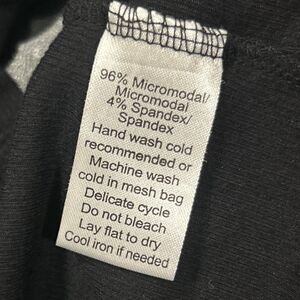 96% Micromodal/
Micromodal
4% Spandex/
Spandex
Hand wash cold
recommended or
Machine wash
cold in mesh bag
Delicate cycle
Do not bleach
Lay flat to dry
Cool iron if needed